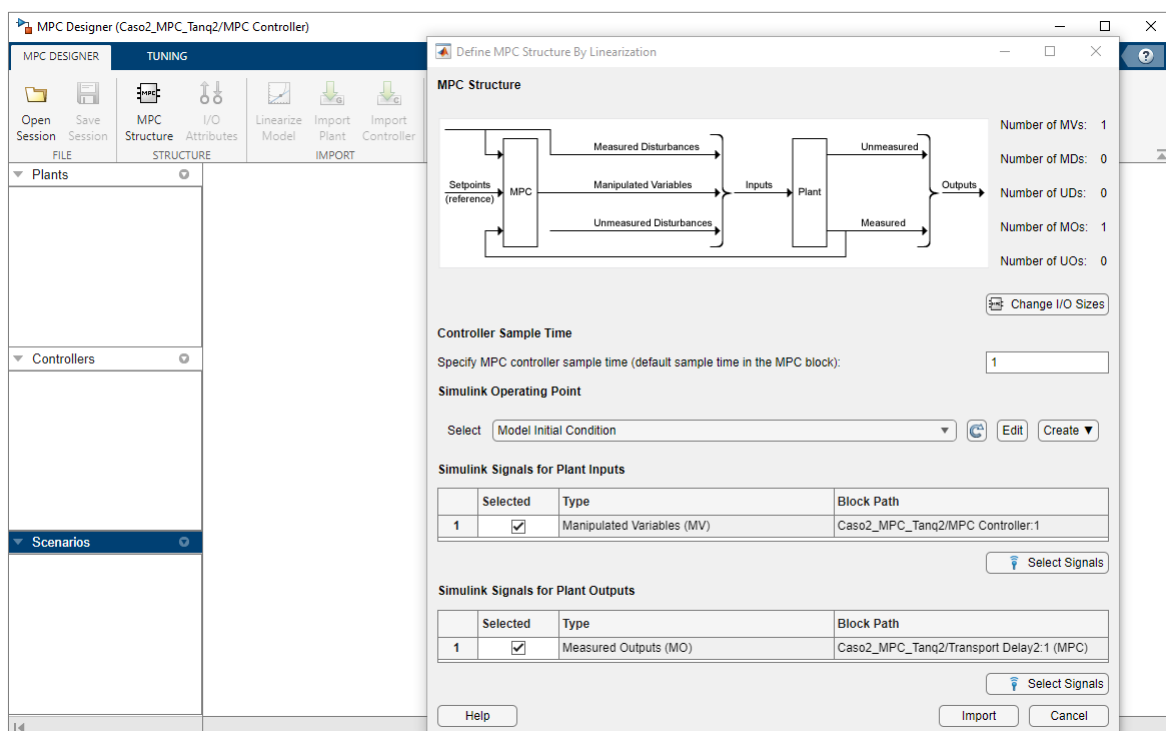 MPC Designer (Caso2_MPC_Tanq2/MPC Controller)
MPC DESIGNER
TUNING
?
Open Session
Save Session
MPC Structure
I/O Attributes
Linearize Model
Import Plant
Import Controller
FILE
STRUCTURE
IMPORT
Plants
Controllers
Scenarios
Define MPC Structure By Linearization
MPC Structure
Setpoints
(reference)
MPC
Measured Disturbances
Manipulated Variables
Unmeasured Disturbances
Inputs
Plant
Unmeasured
Measured
Outputs
Number of MVs: 1
Number of MDs: 0
Number of UDs: 0
Number of MOs: 1
Number of UOs: 0
Change I/O Sizes
Controller Sample Time
Specify MPC controller sample time (default sample time in the MPC block): 1
Simulink Operating Point
Select Model Initial Condition Edit Create
Simulink Signals for Plant Inputs
Selected Type Block Path
1 Manipulated Variables (MV) Caso2_MPC_Tanq2/MPC Controller:1
Select Signals
Simulink Signals for Plant Outputs
Selected Type Block Path
1 Measured Outputs (MO) Caso2_MPC_Tanq2/Transport Delay2:1 (MPC)
Select Signals
Help Import Cancel